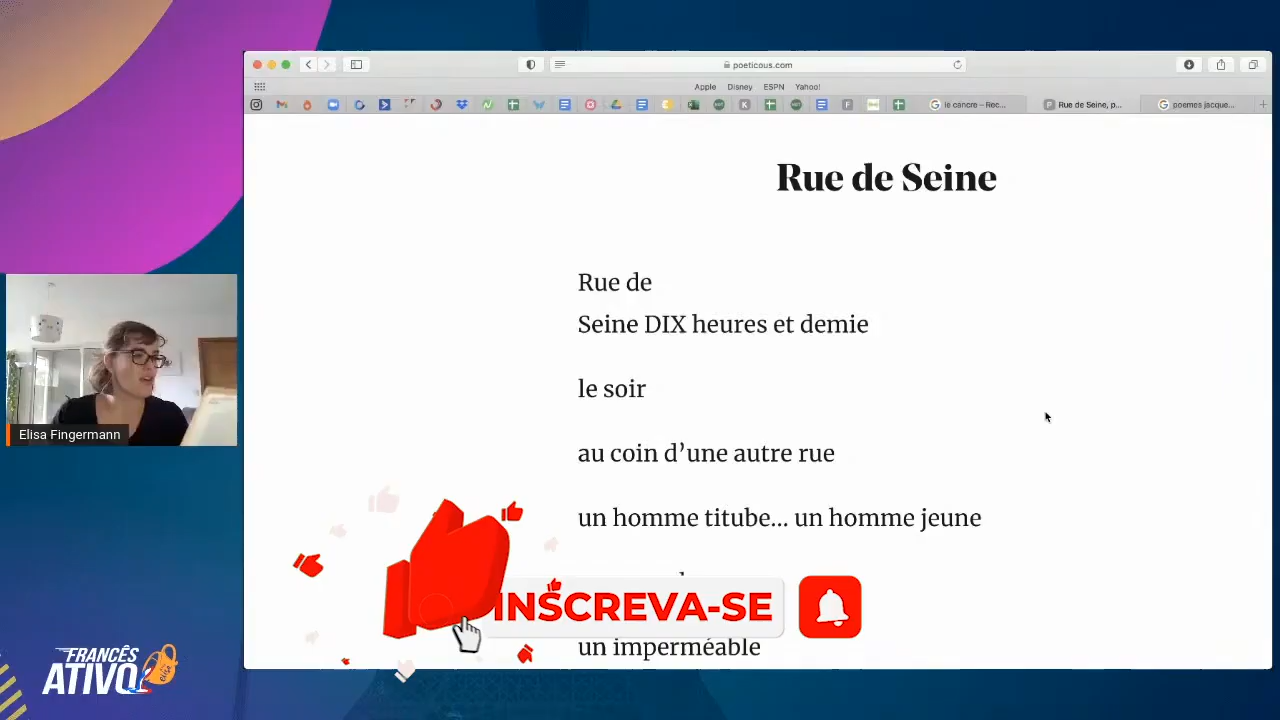 poeticous.com
Apple Disney ESPN Yahoo!
le cancre – Rec...
Rue de Seine, p...
poemes jacque...
Rue de Seine
Rue de
Seine DIX heures et demie
le soir
au coin d’une autre rue
un homme titube... un homme jeune
INSCREVA-SE
un imperméable
Elisa Fingermann
FRANCÊS
ATIVO